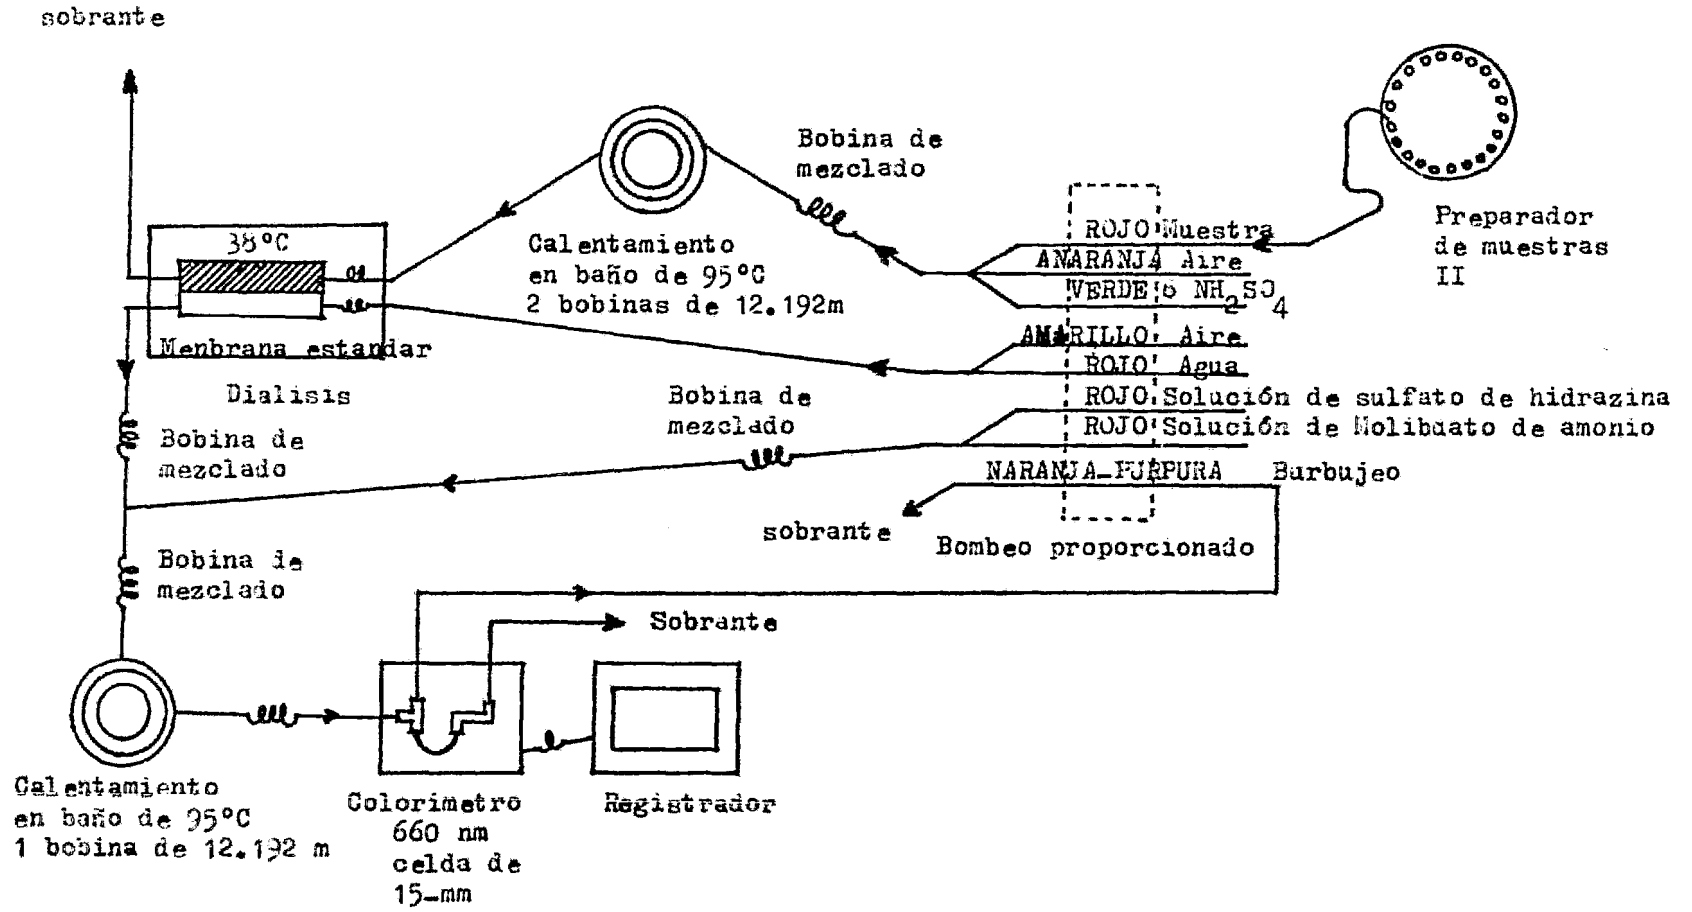 sobrante
Bobina de
mezclado
Preparador
de muestras
II
38°C
Calentamiento
en baño de 95°C
2 bobinas de 12.192m
ROJO Muestra
ANARANJA Aire
VERDE 6 NH2SO4
AMARILLO Aire
ROJO Agua
ROJO Solución de sulfato de hidrazina
ROJO Solución de Molibdato de amonio
NARANJA-PURPURA Burbujeo
Menbrana estandar
Dialisis
Bobina de
mezclado
Bobina de
mezclado
sobrante
Bombeo proporcionado
Bobina de
mezclado
Sobrante
Calentamiento
en baño de 95°C
1 bobina de 12.192 m
Colorimetro
660 nm
celda de
15-mm
Registrador